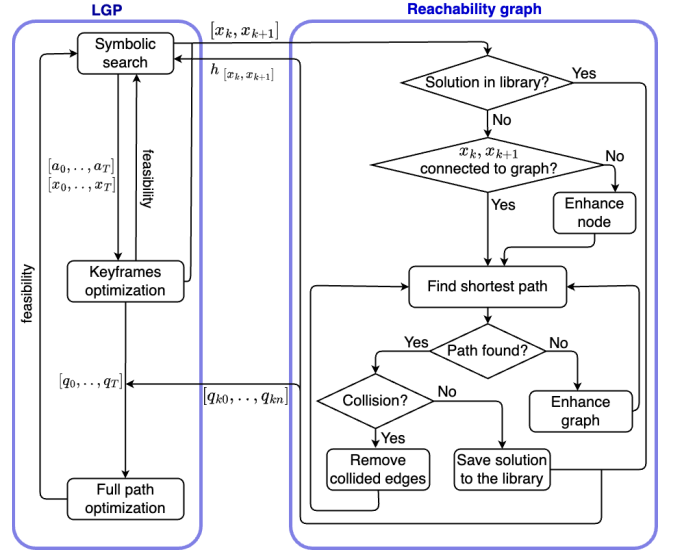 LGP
Reachability graph
Symbolic
search
[x_k, x_{k+1}]
h_{[x_k, x_{k+1}]}
Solution in library?
Yes
No
x_k, x_{k+1}
connected to graph?
No
Yes
Enhance
node
[a_0, . . , a_T]
[x_0, . . , x_T]
feasibility
feasibility
Keyframes
optimization
Find shortest path
Path found?
Yes
No
[q_0, . . , q_T]
[q_{k0}, . . , q_{kn}]
Collision?
No
Yes
Enhance
graph
Remove
collided edges
Save solution
to the library
Full path
optimization